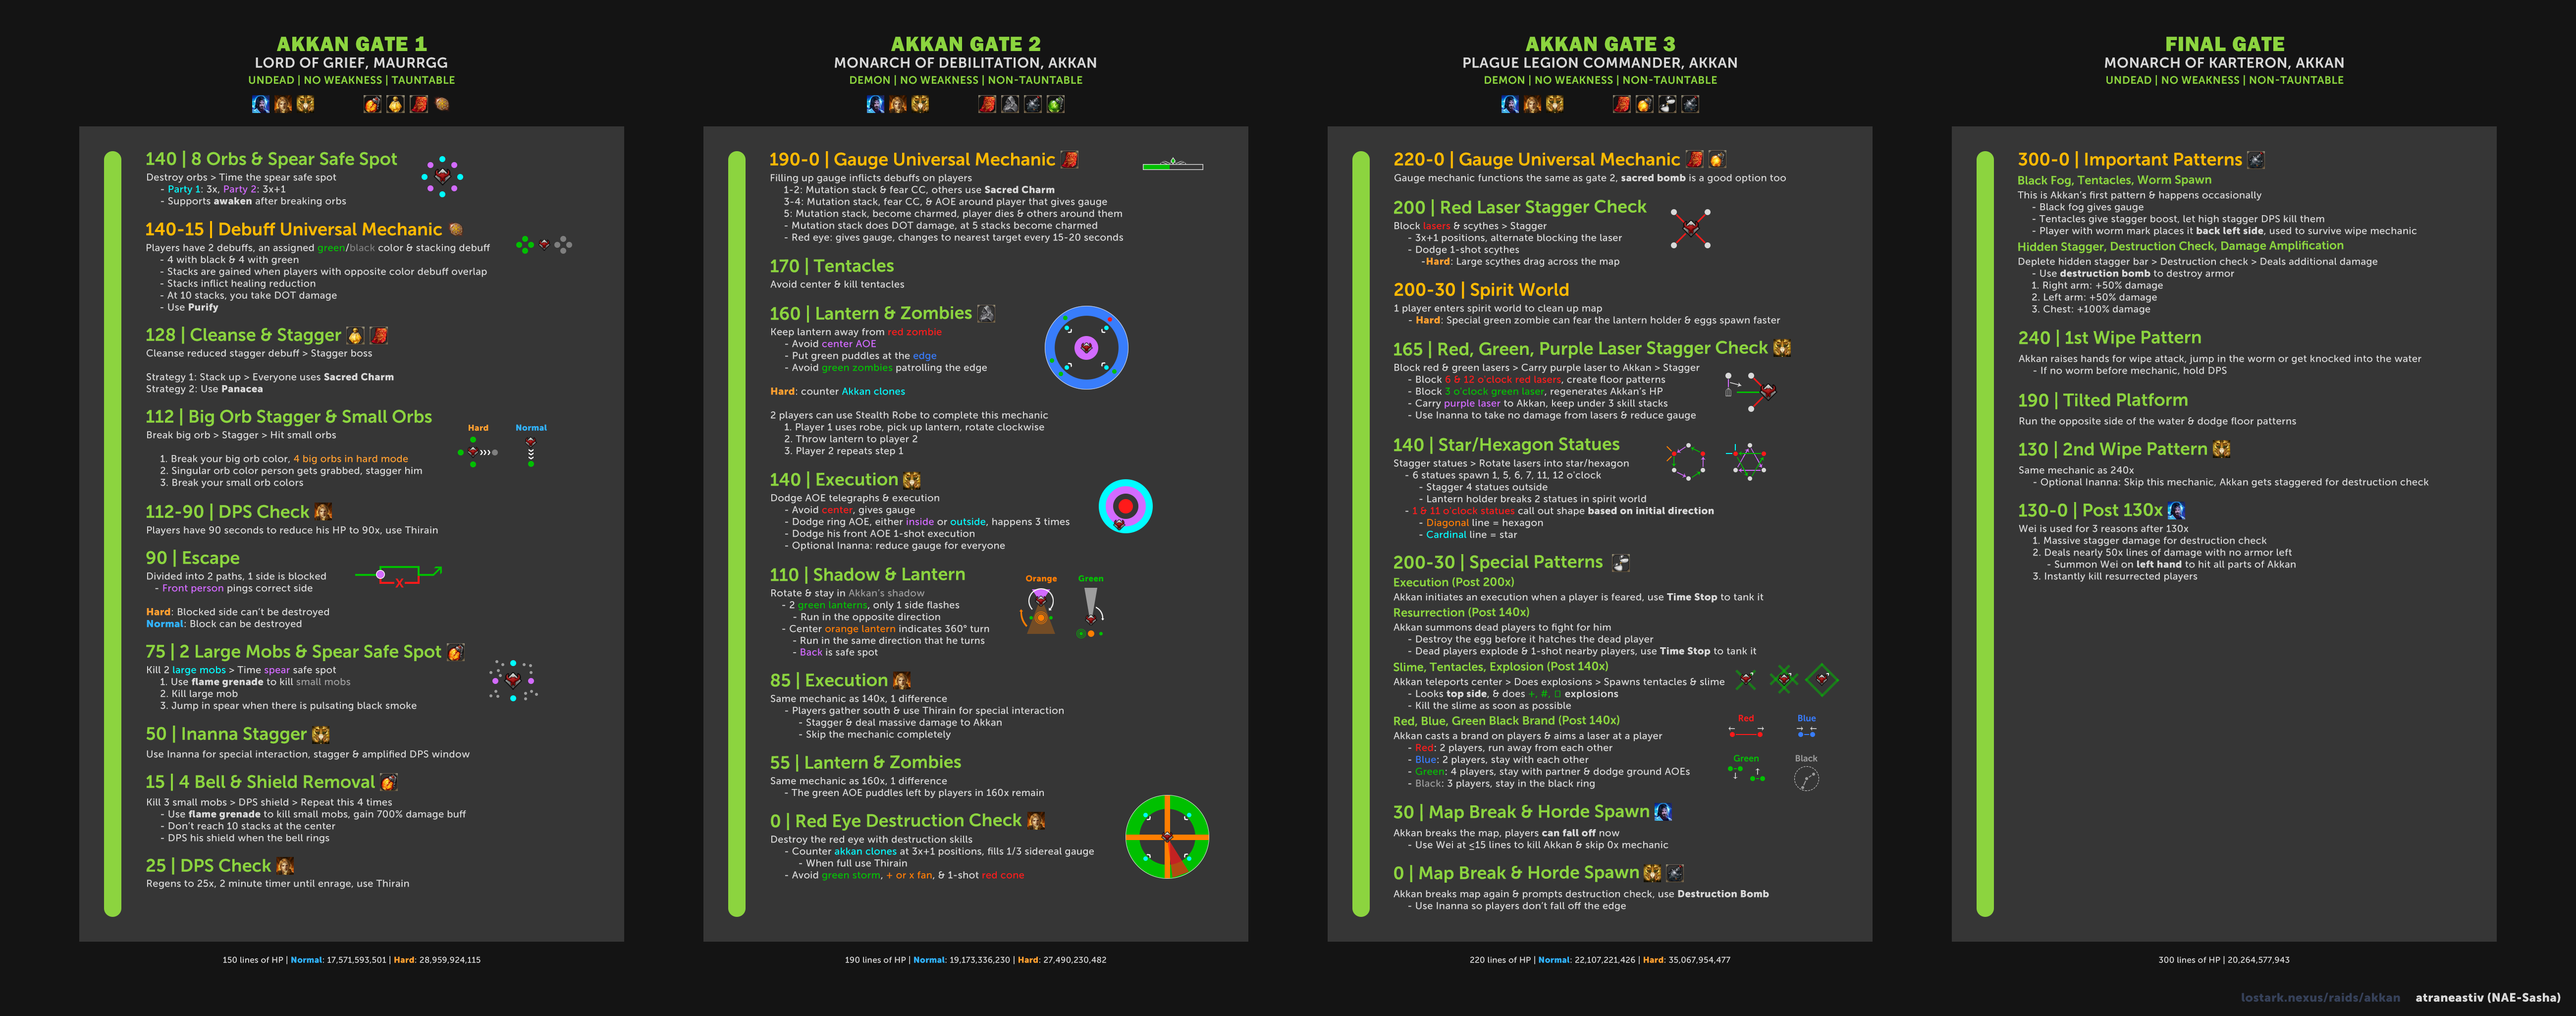 AKKAN GATE 1
LORD OF GRIEF, MAURRGG
UNDEAD | NO WEAKNESS | TAUNTABLE
140 | 8 Orbs & Spear Safe Spot
Destroy orbs > Time the spear safe spot
- Party 1: 3x, Party 2: 3x+1
- Supports awaken after breaking orbs
140-15 | Debuff Universal Mechanic
Players have 2 debuffs, an assigned green/black color & stacking debuff
- 4 with black & 4 with green
- Stacks are gained when players with opposite color debuff overlap
- Stacks inflict healing reduction
- At 10 stacks, you take DOT damage
- Use Purify
128 | Cleanse & Stagger
Cleanse reduced stagger debuff > Stagger boss
Strategy 1: Stack up > Everyone uses Sacred Charm
Strategy 2: Use Panacea
112 | Big Orb Stagger & Small Orbs
Break big orb > Stagger > Hit small orbs
Hard Normal
1. Break your big orb color, 4 big orbs in hard mode
2. Singular orb color person gets grabbed, stagger him
3. Break your small orb colors
112-90 | DPS Check
Players have 90 seconds to reduce his HP to 90x, use Thirain
90 | Escape
Divided into 2 paths, 1 side is blocked
- Front person pings correct side
X
Hard: Blocked side can't be destroyed
Normal: Block can be destroyed
75 | 2 Large Mobs & Spear Safe Spot
Kill 2 large mobs > Time spear safe spot
1. Use flame grenade to kill small mobs
2. Kill large mob
3. Jump in spear when there is pulsating black smoke
50 | Inanna Stagger
Use Inanna for special interaction, stagger & amplified DPS window
15 | 4 Bell & Shield Removal
Kill 3 small mobs > DPS shield > Repeat this 4 times
- Use flame grenade to kill small mobs, gain 700% damage buff
- Don't reach 10 stacks at the center
- DPS his shield when the bell rings
25 | DPS Check
Regens to 25x, 2 minute timer until enrage, use Thirain
150 lines of HP | Normal: 17,571,593,501 | Hard: 28,959,924,115
AKKAN GATE 2
MONARCH OF DEBILITATION, AKKAN
DEMON | NO WEAKNESS | NON-TAUNTABLE
190-0 | Gauge Universal Mechanic
Filling up gauge inflicts debuffs on players
1-2: Mutation stack & fear CC, others use Sacred Charm
3-4: Mutation stack, fear CC, & AOE around player that gives gauge
5: Mutation stack, become charmed, player dies & others around them
- Mutation stack does DOT damage, at 5 stacks become charmed
- Red eye: gives gauge, changes to nearest target every 15-20 seconds
170 | Tentacles
Avoid center & kill tentacles
160 | Lantern & Zombies
Keep lantern away from red zombie
- Avoid center AOE
- Put green puddles at the edge
- Avoid green zombies patrolling the edge
Hard: counter Akkan clones
2 players can use Stealth Robe to complete this mechanic
1. Player 1 uses robe, pick up lantern, rotate clockwise
2. Throw lantern to player 2
3. Player 2 repeats step 1
140 | Execution
Dodge AOE telegraphs & execution
- Avoid center, gives gauge
- Dodge ring AOE, either inside or outside, happens 3 times
- Dodge his front AOE 1-shot execution
- Optional Inanna: reduce gauge for everyone
110 | Shadow & Lantern
Orange Green
Rotate & stay in Akkan's shadow
- 2 green lanterns, only 1 side flashes
- Run in the opposite direction
- Center orange lantern indicates 360° turn
- Run in the same direction that he turns
- Back is safe spot
85 | Execution
Same mechanic as 140x, 1 difference
- Players gather south & use Thirain for special interaction
- Stagger & deal massive damage to Akkan
- Skip the mechanic completely
55 | Lantern & Zombies
Same mechanic as 160x, 1 difference
- The green AOE puddles left by players in 160x remain
0 | Red Eye Destruction Check
Destroy the red eye with destruction skills
- Counter akkan clones at 3x+1 positions, fills 1/3 sidereal gauge
- When full use Thirain
- Avoid green storm, + or x fan, & 1-shot red cone
190 lines of HP | Normal: 19,173,336,230 | Hard: 27,490,230,482
AKKAN GATE 3
PLAGUE LEGION COMMANDER, AKKAN
DEMON | NO WEAKNESS | NON-TAUNTABLE
220-0 | Gauge Universal Mechanic
Gauge mechanic functions the same as gate 2, sacred bomb is a good option too
200 | Red Laser Stagger Check
Block lasers & scythes > Stagger
- 3x+1 positions, alternate blocking the laser
- Dodge 1-shot scythes
-Hard: Large scythes drag across the map
200-30 | Spirit World
1 player enters spirit world to clean up map
- Hard: Special green zombie can fear the lantern holder & eggs spawn faster
165 | Red, Green, Purple Laser Stagger Check
Block red & green lasers > Carry purple laser to Akkan > Stagger
- Block 6 & 12 o'clock red lasers, create floor patterns
- Block 3 o'clock green laser, regenerates Akkan's HP
- Carry purple laser to Akkan, keep under 3 skill stacks
- Use Inanna to take no damage from lasers & reduce gauge
140 | Star/Hexagon Statues
Stagger statues > Rotate lasers into star/hexagon
- 6 statues spawn 1, 5, 6, 7, 11, 12 o'clock
- Stagger 4 statues outside
- Lantern holder breaks 2 statues in spirit world
- 1 & 11 o'clock statues call out shape based on initial direction
- Diagonal line = hexagon
- Cardinal line = star
200-30 | Special Patterns
Execution (Post 200x)
Akkan initiates an execution when a player is feared, use Time Stop to tank it
Resurrection (Post 140x)
Akkan summons dead players to fight for him
- Destroy the egg before it hatches the dead player
- Dead players explode & 1-shot nearby players, use Time Stop to tank it
Slime, Tentacles, Explosion (Post 140x)
Akkan teleports center > Does explosions > Spawns tentacles & slime
- Looks top side, & does +, #, ▯ explosions
- Kill the slime as soon as possible
Red, Blue, Green Black Brand (Post 140x)
Akkan casts a brand on players & aims a laser at a player
- Red: 2 players, run away from each other
- Blue: 2 players, stay with each other
- Green: 4 players, stay with partner & dodge ground AOEs
- Black: 3 players, stay in the black ring
Red Blue
Green Black
30 | Map Break & Horde Spawn
Akkan breaks the map, players can fall off now
- Use Wei at ≤15 lines to kill Akkan & skip 0x mechanic
0 | Map Break & Horde Spawn
Akkan breaks map again & prompts destruction check, use Destruction Bomb
- Use Inanna so players don't fall off the edge
220 lines of HP | Normal: 22,107,221,426 | Hard: 35,067,954,477
FINAL GATE
MONARCH OF KARTERON, AKKAN
UNDEAD | NO WEAKNESS | NON-TAUNTABLE
300-0 | Important Patterns
Black Fog, Tentacles, Worm Spawn
This is Akkan's first pattern & happens occasionally
- Black fog gives gauge
- Tentacles give stagger boost, let high stagger DPS kill them
- Player with worm mark places it back left side, used to survive wipe mechanic
Hidden Stagger, Destruction Check, Damage Amplification
Deplete hidden stagger bar > Destruction check > Deals additional damage
- Use destruction bomb to destroy armor
1. Right arm: +50% damage
2. Left arm: +50% damage
3. Chest: +100% damage
240 | 1st Wipe Pattern
Akkan raises hands for wipe attack, jump in the worm or get knocked into the water
- If no worm before mechanic, hold DPS
190 | Tilted Platform
Run the opposite side of the water & dodge floor patterns
130 | 2nd Wipe Pattern
Same mechanic as 240x
- Optional Inanna: Skip this mechanic, Akkan gets staggered for destruction check
130-0 | Post 130x
Wei is used for 3 reasons after 130x
1. Massive stagger damage for destruction check
2. Deals nearly 50x lines of damage with no armor left
- Summon Wei on left hand to hit all parts of Akkan
3. Instantly kill resurrected players
300 lines of HP | 20,264,577,943
lostark.nexus/raids/akkan atraneastiv (NAE-Sasha)